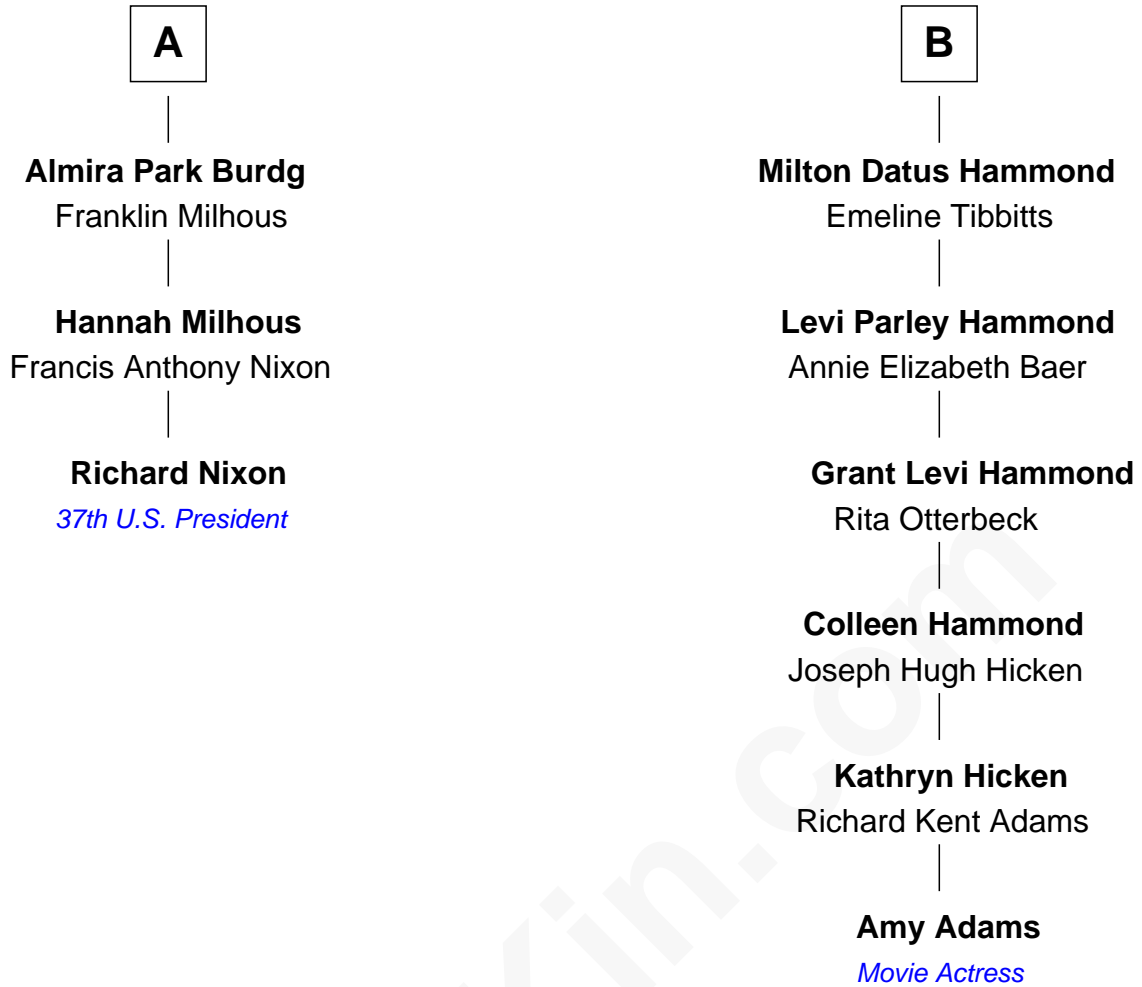 A
Almira Park Burdg
Franklin Milhous
Hannah Milhous
Francis Anthony Nixon
Richard Nixon
37th U.S. President
B
Milton Datus Hammond
Emeline Tibbitts
Levi Parley Hammond
Annie Elizabeth Baer
Grant Levi Hammond
Rita Otterbeck
Colleen Hammond
Joseph Hugh Hicken
Kathryn Hicken
Richard Kent Adams
Amy Adams
Movie Actress
Kin.com